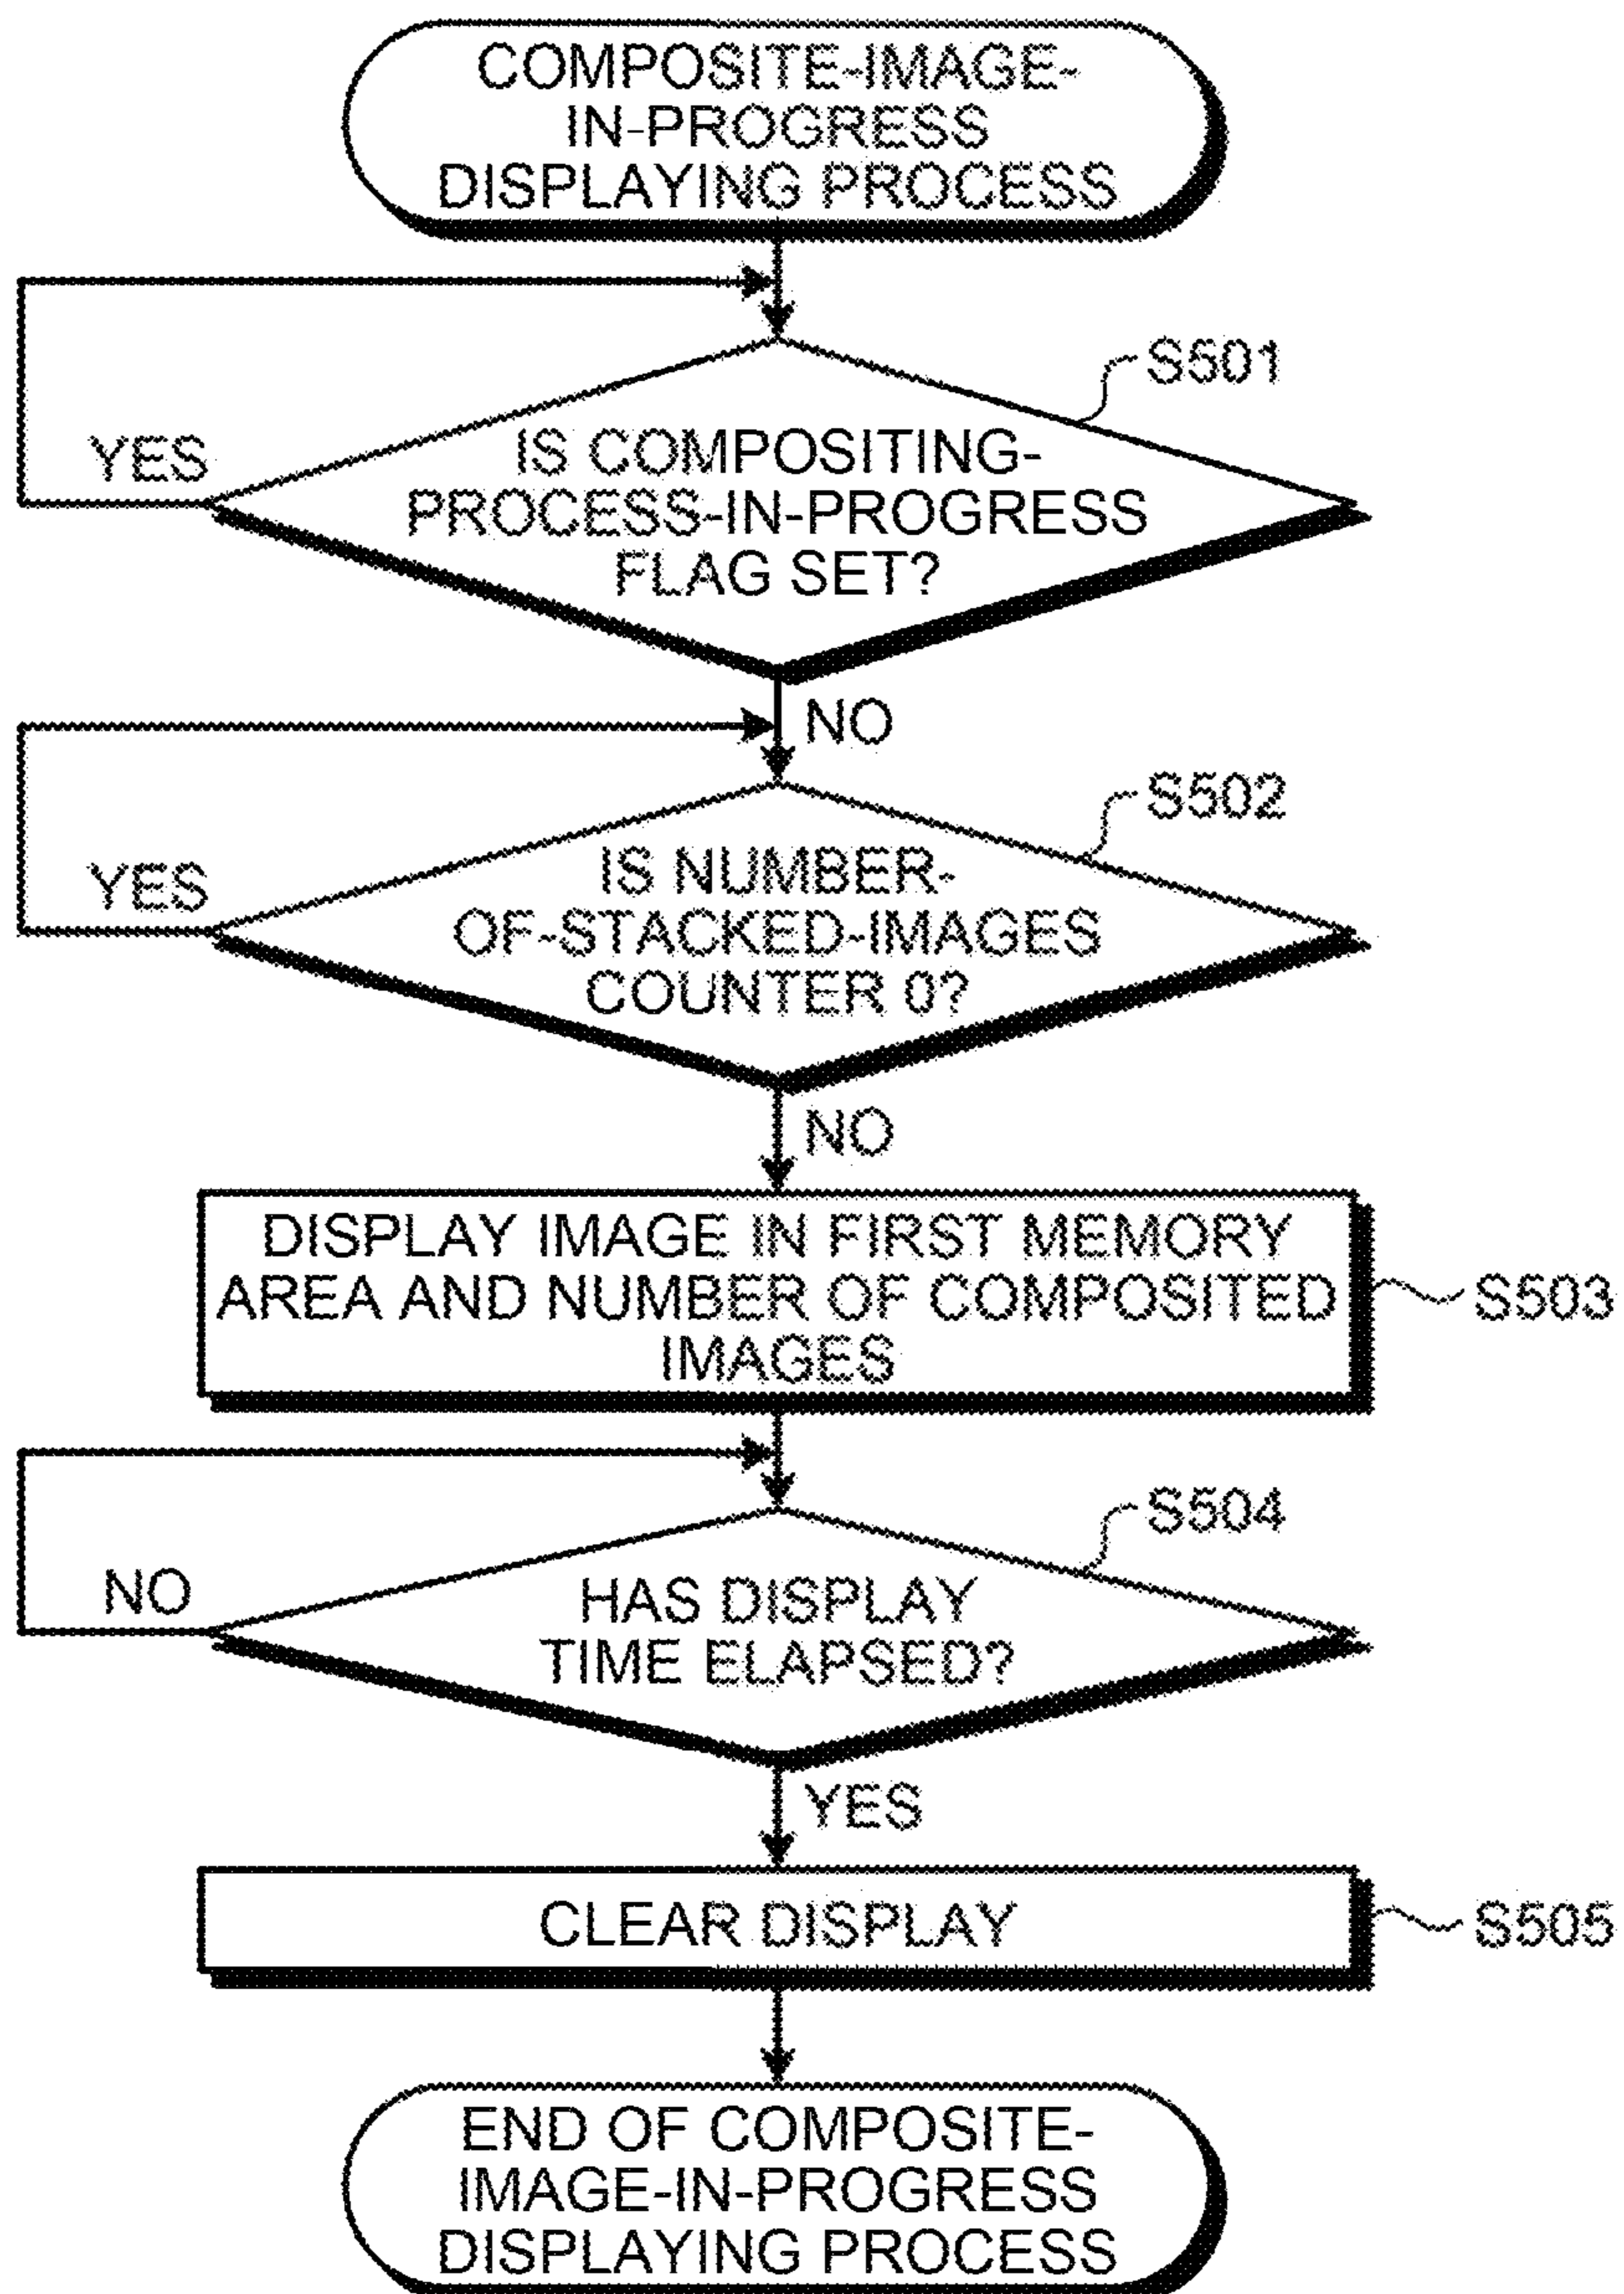 COMPOSITE-IMAGE-
IN-PROGRESS
DISPLAYING PROCESS
S501
YES
IS COMPOSITING-
PROCESS-IN-PROGRESS
FLAG SET?
NO
S502
YES
IS NUMBER-
OF-STACKED-IMAGES
COUNTER 0?
NO
DISPLAY IMAGE IN FIRST MEMORY
AREA AND NUMBER OF COMPOSITED
IMAGES
S503
S504
NO
HAS DISPLAY
TIME ELAPSED?
YES
CLEAR DISPLAY
S505
END OF COMPOSITE-
IMAGE-IN-PROGRESS
DISPLAYING PROCESS